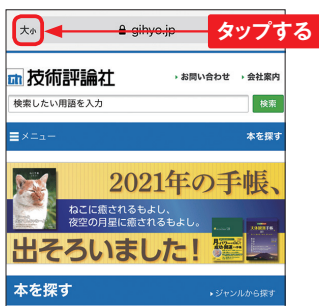 大小 gihyo.jp タップする
技術評論社 お問い合わせ 会社案内
検索したい用語を入力 検索
メニュー 本を探す
2021年の手帳、
ねこに癒されるもよし、
夜空の月星に癒されるもよし。
出そろいました!
本を探す ジャンルから探す